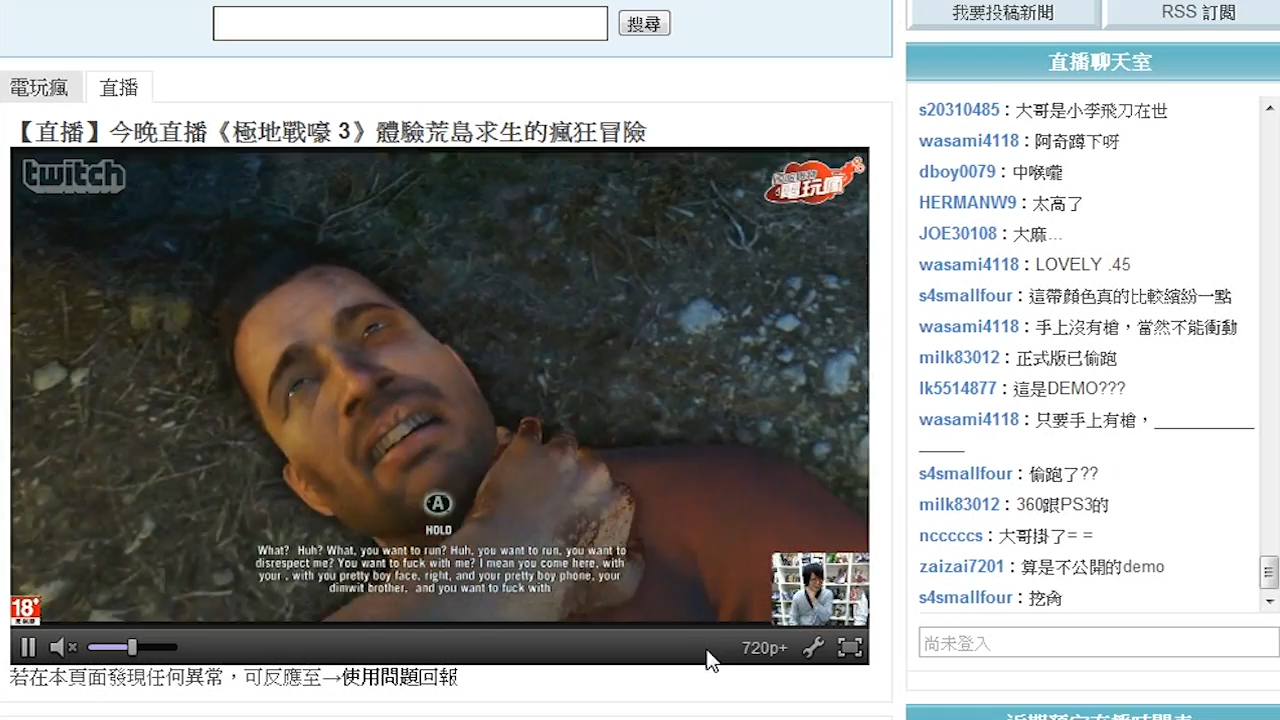 搜尋
我要投稿新聞
RSS 訂閱
電玩瘋
直播
【直播】今晚直播《極地戰嚎 3》體驗荒島求生的瘋狂冒險
twitch
電玩瘋
A
HOLD
What? Huh? What, you want to run? Huh, you want to run, you want to
disrespect me? You want to fuck with me? I mean you come here, with
your , with you pretty boy face, right, and your pretty boy phone, your
dimwit brother, and you want to fuck with
18+
720p+
若在本頁面發現任何異常，可反應至→使用問題回報
直播聊天室
s20310485：大哥是小李飛刀在世
wasami4118：阿奇蹲下呀
dboy0079：中喉嚨
HERMANW9：太高了
JOE30108：大麻...
wasami4118：LOVELY .45
s4smallfour：這帶顏色真的比較繽紛一點
wasami4118：手上沒有槍，當然不能衝動
milk83012：正式版已偷跑
lk5514877：這是DEMO???
wasami4118：只要手上有槍，____________
_____
s4smallfour：偷跑了??
milk83012：360跟PS3的
ncccccs：大哥掛了= =
zaizai7201：算是不公開的demo
s4smallfour：挖肏
尚未登入